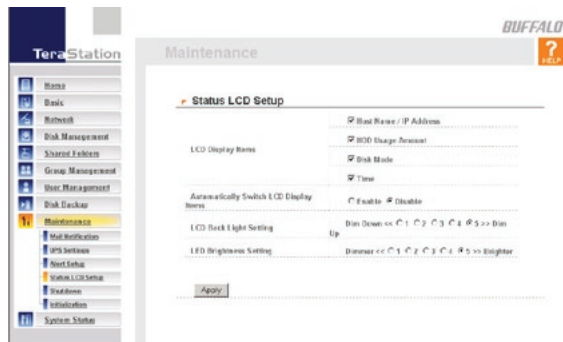 BUFFALO
TeraStation
Maintenance
?
HELP
Home
Basic
Network
Disk Management
Shared Folders
Group Management
User Management
Disk Backup
Maintenance
Mail Notification
UPS Settings
Alert Setup
Status LCD Setup
Shutdown
Initialization
System Status
Status LCD Setup
LCD Display Items
Host Name / IP Address
HDD Usage Amount
Disk Mode
Time
Automatically Switch LCD Display Items
Enable Disable
LCD Back Light Setting
Dim Down << 1 2 3 4 5 >> Dim Up
LED Brightness Setting
Dimmer << 1 2 3 4 5 >> Brighter
Apply